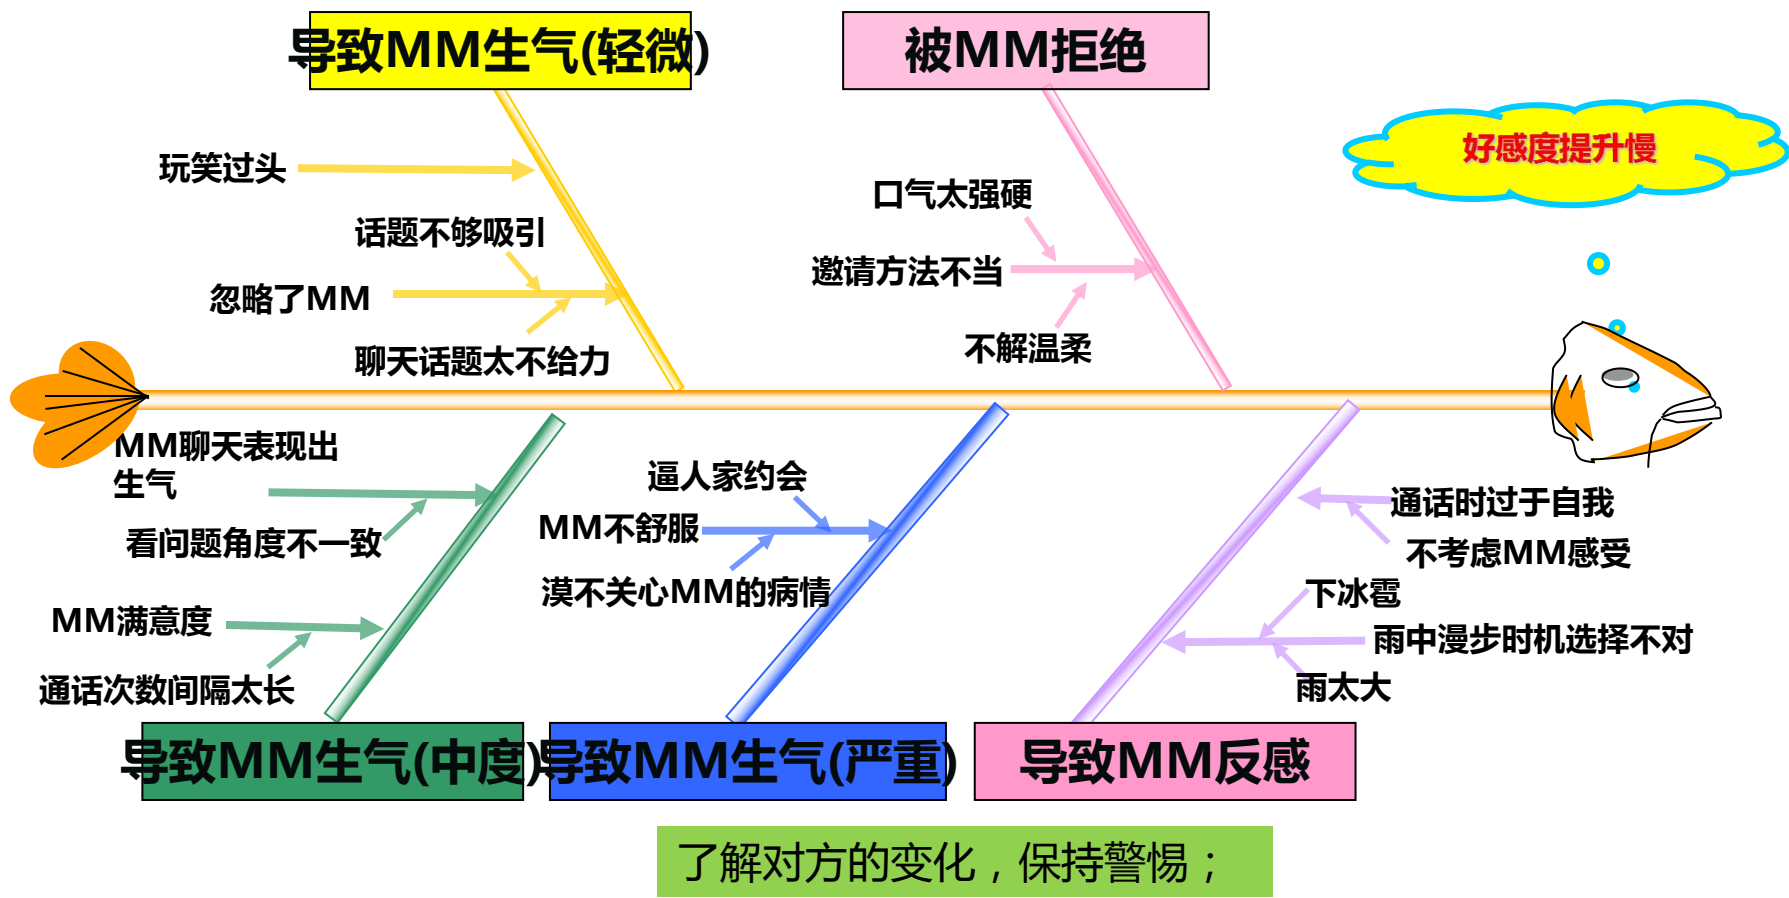 导致MM生气(轻微)
被MM拒绝
好感度提升慢
玩笑过头
话题不够吸引
忽略了MM
聊天话题太不给力
口气太强硬
邀请方法不当
不解温柔
MM聊天表现出
生气
看问题角度不一致
MM满意度
通话次数间隔太长
逼人家约会
MM不舒服
漠不关心MM的病情
通话时过于自我
不考虑MM感受
下冰雹
雨中漫步时机选择不对
雨太大
导致MM生气(中度)
导致MM生气(严重)
导致MM反感
了解对方的变化，保持警惕；